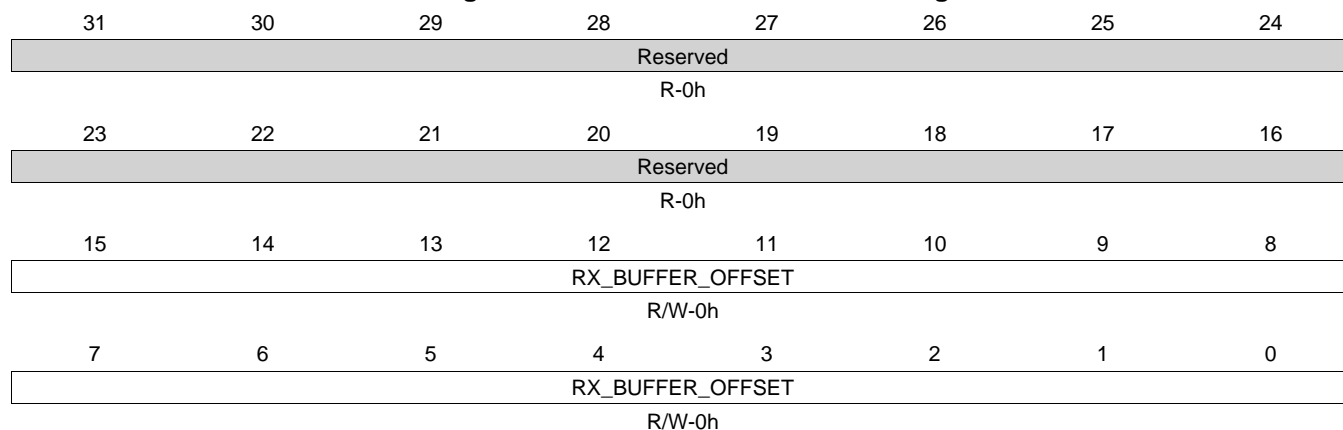 31 30 29 28 27 26 25 24
Reserved
R-0h
23 22 21 20 19 18 17 16
Reserved
R-0h
15 14 13 12 11 10 9 8
RX_BUFFER_OFFSET
R/W-0h
7 6 5 4 3 2 1 0
RX_BUFFER_OFFSET
R/W-0h